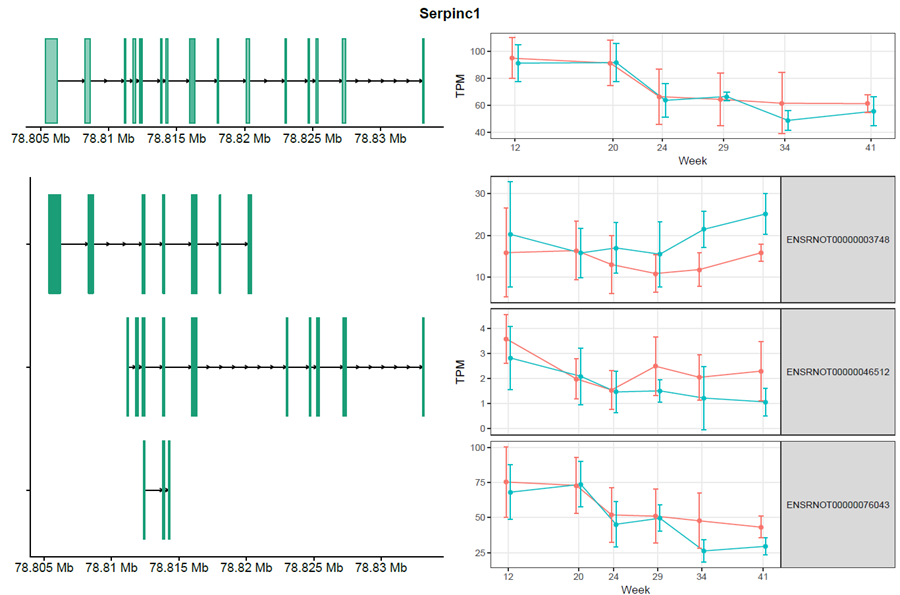 Serpinc1
100
80
60
40
TPM
12 20 24 29 34 41
Week
78.805 Mb 78.81 Mb 78.815 Mb 78.82 Mb 78.825 Mb 78.83 Mb
30
20
10
ENSRNOT00000003748
4
3
2
1
0
TPM
ENSRNOT00000046512
100
75
50
25
ENSRNOT00000076043
12 20 24 29 34 41
Week
78.805 Mb 78.81 Mb 78.815 Mb 78.82 Mb 78.825 Mb 78.83 Mb